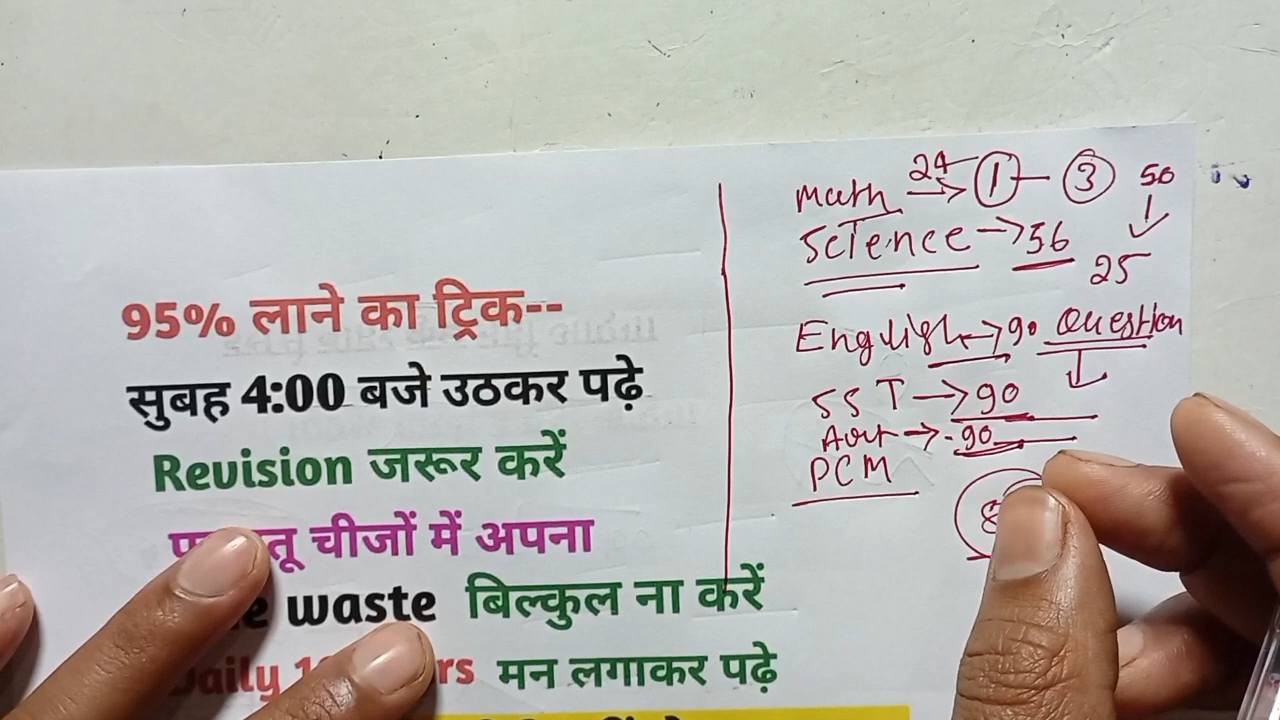 95% लाने का ट्रिक--
सुबह 4:00 बजे उठकर पढ़े
Revision जरूर करें
चीजों में अपना
waste बिल्कुल ना करें
Daily मन लगाकर पढ़े
Math 24 → 1 — 3 50
Science → 56 25
English → 90 Question
SST → 90
Art → 90
PCM